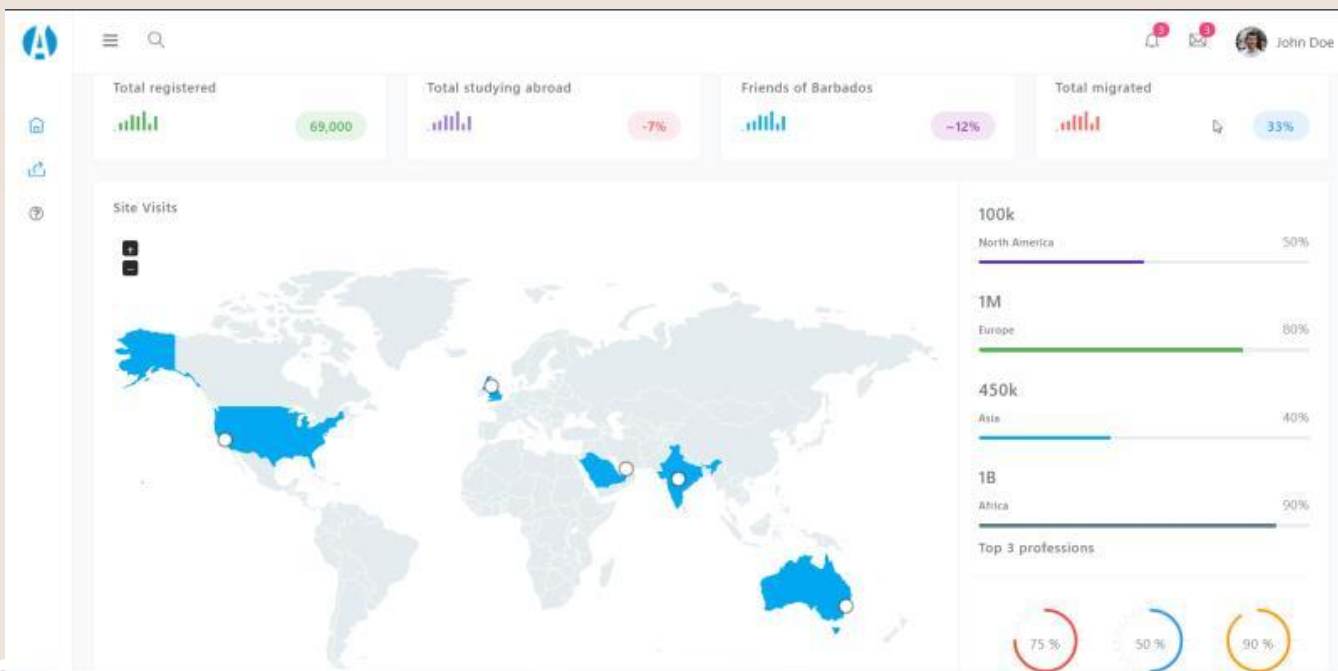 3
3
John Doe
Total registered
69,000
Total studying abroad
-7%
Friends of Barbados
~12%
Total migrated
33%
Site Visits
+
−
100k
North America
50%
1M
Europe
80%
450k
Asia
40%
1B
Africa
90%
Top 3 professions
75 %
50 %
90 %